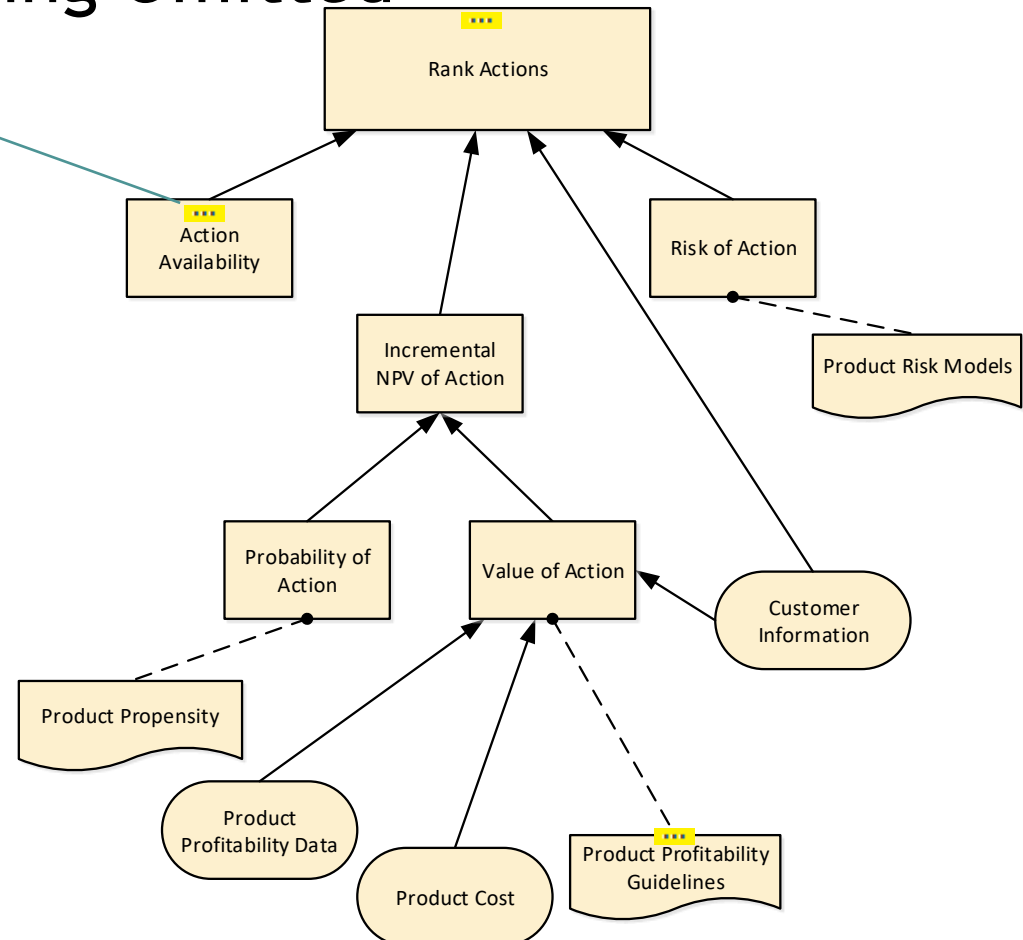 Omitted
...
Rank Actions
...
Action
Availability
Risk of Action
Incremental
NPV of Action
Product Risk Models
Probability of
Action
Value of Action
Customer
Information
Product Propensity
Product
Profitability Data
...
Product Profitability
Guidelines
Product Cost